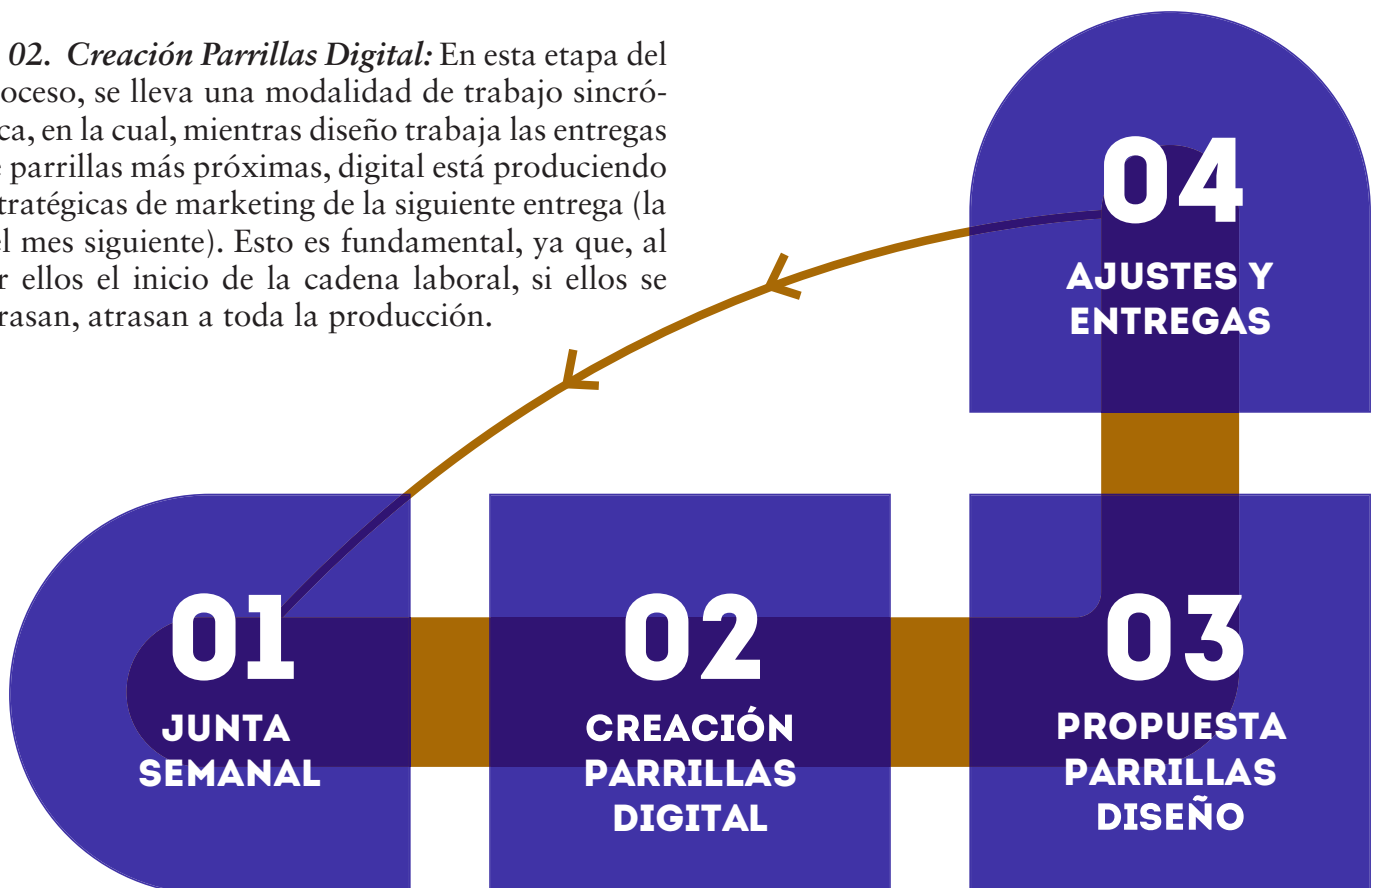 02. Creación Parrillas Digital: En esta etapa del
oceso, se lleva una modalidad de trabajo sincró-
ca, en la cual, mientras diseño trabaja las entregas
e parrillas más próximas, digital está produciendo
tratégicas de marketing de la siguiente entrega (la
el mes siguiente). Esto es fundamental, ya que, al
r ellos el inicio de la cadena laboral, si ellos se
rasan, atrasan a toda la producción.
04
AJUSTES Y
ENTREGAS
01
JUNTA
SEMANAL
02
CREACIÓN
PARRILLAS
DIGITAL
03
PROPUESTA
PARRILLAS
DISEÑO